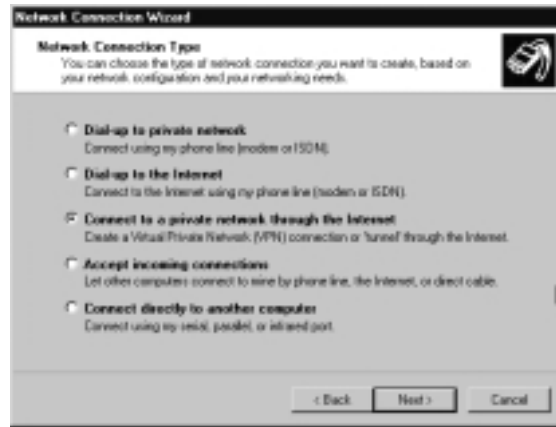 Network Connection Wizard
Network Connection Type
You can choose the type of network connection you want to create, based on
your network configuration and your networking needs.
Dial-up to private network
Connect using my phone line (modem or ISDN).
Dial-up to the Internet
Connect to the Internet using my phone line (modem or ISDN).
Connect to a private network through the Internet
Create a Virtual Private Network (VPN) connection or 'tunnel' through the Internet.
Accept incoming connections
Let other computers connect to mine by phone line, the Internet, or direct cable.
Connect directly to another computer
Connect using my serial, parallel, or infrared port.
< Back Next > Cancel